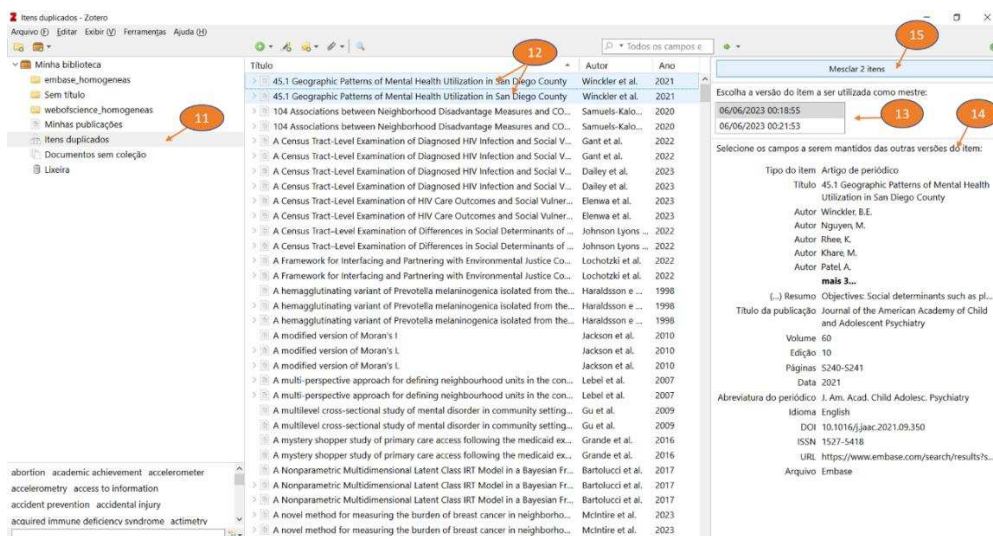 Itens duplicados - Zotero
Arquivo (F) Editar Exibir (V) Ferramentas Ajuda (H)
Todos os campos e
Minha biblioteca
embase_homogeneas
Sem título
webofscience_homogeneas
Minhas publicações
Itens duplicados
Documentos sem coleção
Lixeira
11
abortion academic achievement accelerometer
accelerometry access to information
accident prevention accidental injury
acquired immune deficiency syndrome actimetry
12
Título Autor Ano
45.1 Geographic Patterns of Mental Health Utilization in San Diego County Winckler et al. 2021
45.1 Geographic Patterns of Mental Health Utilization in San Diego County Winckler et al. 2021
104 Associations between Neighborhood Disadvantage Measures and CO... Samuels-Kalo... 2020
104 Associations between Neighborhood Disadvantage Measures and CO... Samuels-Kalo... 2020
A Census Tract-Level Examination of Diagnosed HIV Infection and Social V... Gant et al. 2022
A Census Tract-Level Examination of Diagnosed HIV Infection and Social V... Gant et al. 2022
A Census Tract-Level Examination of Diagnosed HIV Infection and Social V... Dailey et al. 2023
A Census Tract-Level Examination of Diagnosed HIV Infection and Social V... Dailey et al. 2023
A Census Tract-Level Examination of HIV Care Outcomes and Social Vulner... Elenwa et al. 2023
A Census Tract-Level Examination of HIV Care Outcomes and Social Vulner... Elenwa et al. 2023
A Census Tract–Level Examination of Differences in Social Determinants of ... Johnson Lyons ... 2022
A Census Tract–Level Examination of Differences in Social Determinants of ... Johnson Lyons ... 2022
A Framework for Interfacing and Partnering with Environmental Justice Co... Lochotzki et al. 2022
A Framework for Interfacing and Partnering with Environmental Justice Co... Lochotzki et al. 2022
A hemagglutinating variant of Prevotella melaninogenica isolated from the... Haraldsson e ... 1998
A hemagglutinating variant of Prevotella melaninogenica isolated from the... Haraldsson e ... 1998
A hemagglutinating variant of Prevotella melaninogenica isolated from the... Haraldsson e ... 1998
A modified version of Moran's I Jackson et al. 2010
A modified version of Moran's I. Jackson et al. 2010
A modified version of Moran's I. Jackson et al. 2010
A multi-perspective approach for defining neighbourhood units in the con... Lebel et al. 2007
A multi-perspective approach for defining neighbourhood units in the con... Lebel et al. 2007
A multilevel cross-sectional study of mental disorder in community setting... Gu et al. 2009
A multilevel cross-sectional study of mental disorder in community setting... Gu et al. 2009
A mystery shopper study of primary care access following the medicaid ex... Grande et al. 2016
A mystery shopper study of primary care access following the medicaid ex... Grande et al. 2016
A Nonparametric Multidimensional Latent Class IRT Model in a Bayesian Fr... Bartolucci et al. 2017
A Nonparametric Multidimensional Latent Class IRT Model in a Bayesian Fr... Bartolucci et al. 2017
A Nonparametric Multidimensional Latent Class IRT Model in a Bayesian Fr... Bartolucci et al. 2017
A novel method for measuring the burden of breast cancer in neighborho... McIntire et al. 2023
A novel method for measuring the burden of breast cancer in neighborho... McIntire et al. 2023
15
Mesclar 2 itens
Escolha a versão do item a ser utilizada como mestre:
06/06/2023 00:18:55
06/06/2023 00:21:53
13
14
Selecione os campos a serem mantidos das outras versões do item:
Tipo do item Artigo de periódico
Título 45.1 Geographic Patterns of Mental Health
Utilization in San Diego County
Autor Winckler, B.E.
Autor Nguyen, M.
Autor Rhee, K.
Autor Khare, M.
Autor Patel, A.
mais 3...
(...) Resumo Objectives: Social determinants such as pl...
Título da publicação Journal of the American Academy of Child
and Adolescent Psychiatry
Volume 60
Edição 10
Páginas S240-S241
Data 2021
Abreviatura do periódico J. Am. Acad. Child Adolesc. Psychiatry
Idioma English
DOI 10.1016/j.jaac.2021.09.350
ISSN 1527-5418
URL https://www.embase.com/search/results?s...
Arquivo Embase